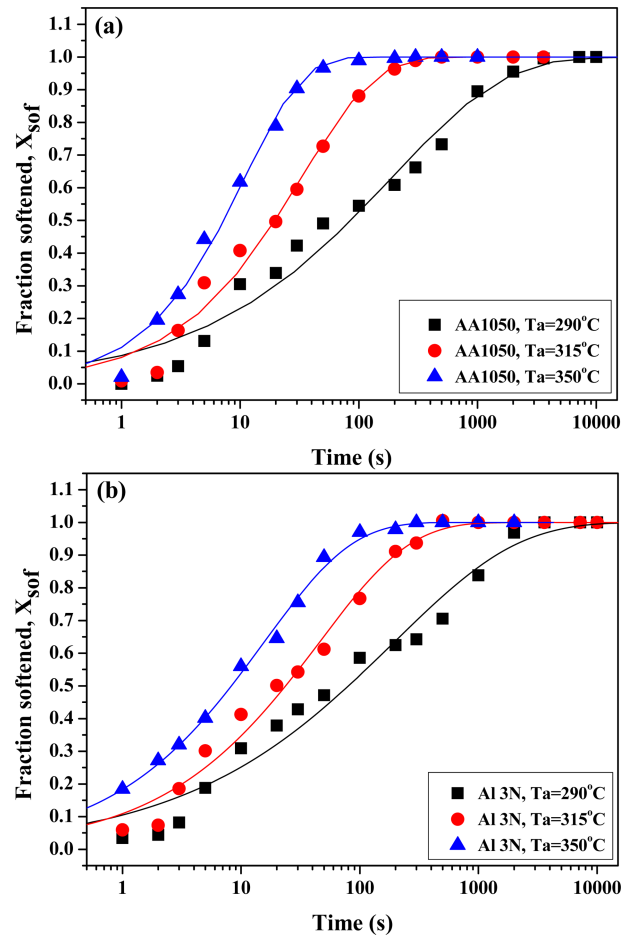 (a)
1.1
1.0
0.9
0.8
0.7
0.6
0.5
0.4
0.3
0.2
0.1
0.0
Fraction softened, X_sof
AA1050, Ta=290°C
AA1050, Ta=315°C
AA1050, Ta=350°C
1 10 100 1000 10000
Time (s)
(b)
1.1
1.0
0.9
0.8
0.7
0.6
0.5
0.4
0.3
0.2
0.1
0.0
Fraction softened, X_sof
Al 3N, Ta=290°C
Al 3N, Ta=315°C
Al 3N, Ta=350°C
1 10 100 1000 10000
Time (s)